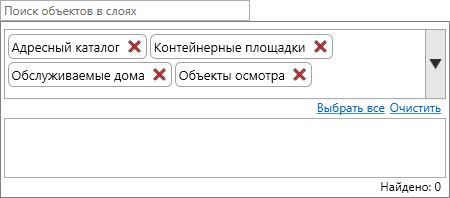 Поиск объектов в слоях
Адресный каталог Контейнерные площадки
Обслуживаемые дома Объекты осмотра
Выбрать все Очистить
Найдено: 0